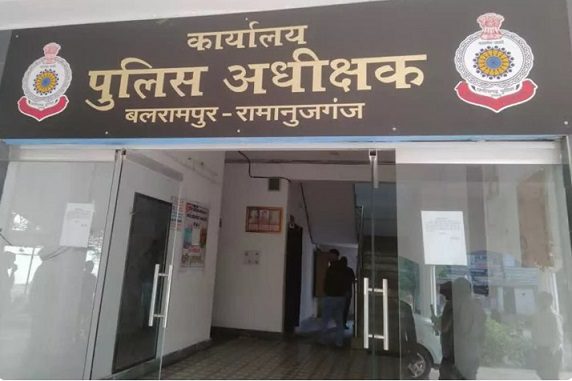 कार्यालय
पुलिस अधीक्षक
बलरामपुर - रामानुजगंज